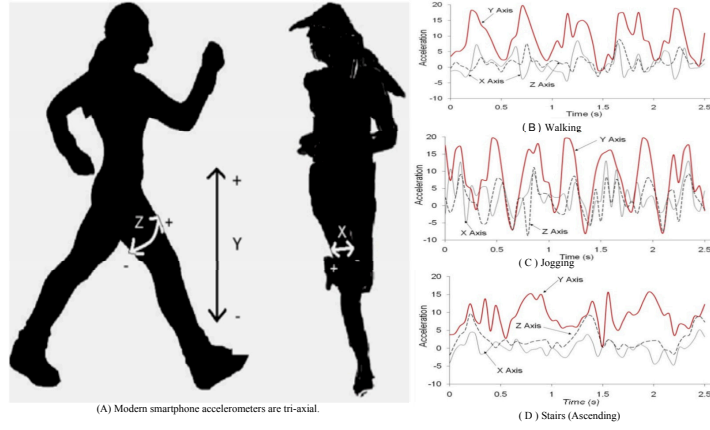 Z
+
-
+
Y
-
X
+
-
(A) Modern smartphone accelerometers are tri-axial.
Acceleration
20
15
10
5
0
-5
-10
Y Axis
X Axis
Z Axis
0 0.5 1 1.5 2 2.5
Time (s)
( B ) Walking
Acceleration
20
15
10
5
0
-5
-10
Y Axis
X Axis
Z Axis
0 0.5 1 1.5 2 2.5
Time (s)
( C ) Jogging
Acceleration
20
15
10
5
0
-5
-10
Y Axis
Z Axis
X Axis
0 0.5 1 1.5 2 2.5
Time (s)
( D ) Stairs (Ascending)